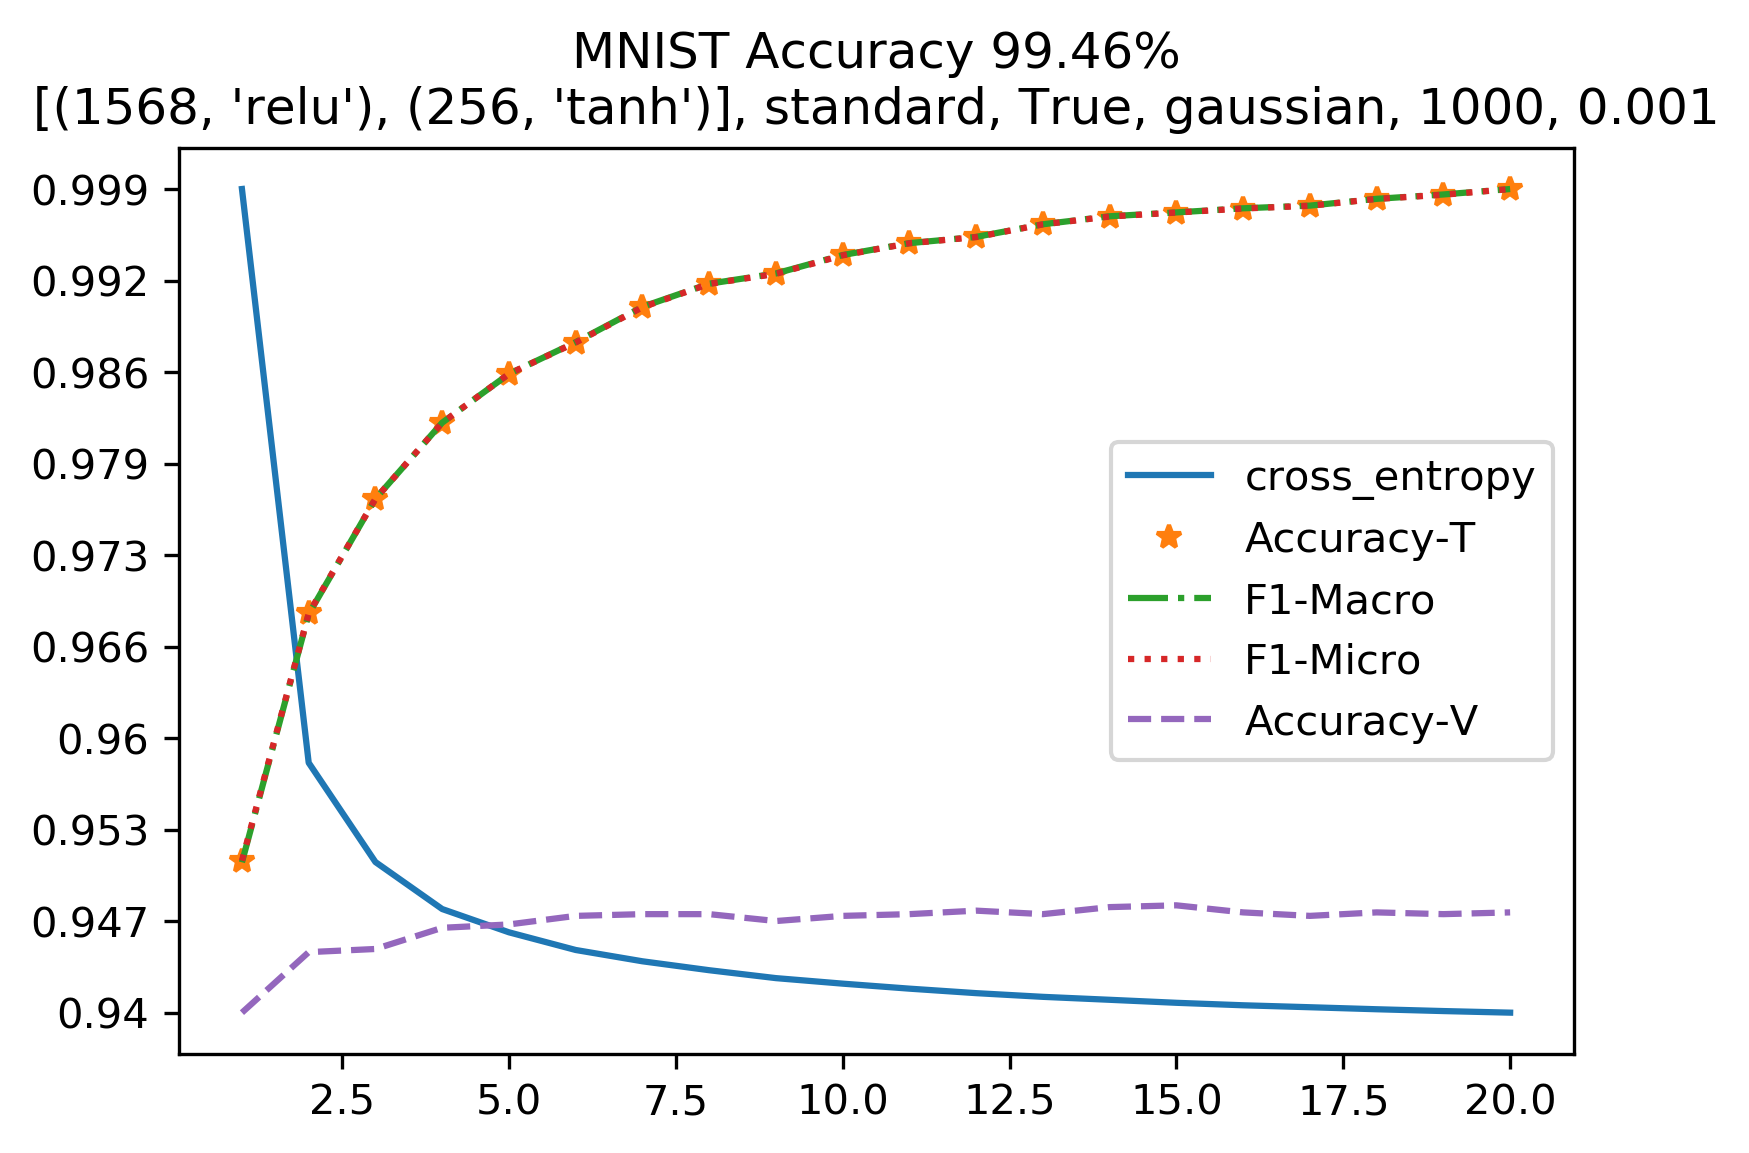 MNIST Accuracy 99.46%
[(1568, 'relu'), (256, 'tanh')], standard, True, gaussian, 1000, 0.001
0.999
0.992
0.986
0.979
0.973
0.966
0.96
0.953
0.947
0.94
cross_entropy
Accuracy-T
F1-Macro
F1-Micro
Accuracy-V
2.5 5.0 7.5 10.0 12.5 15.0 17.5 20.0